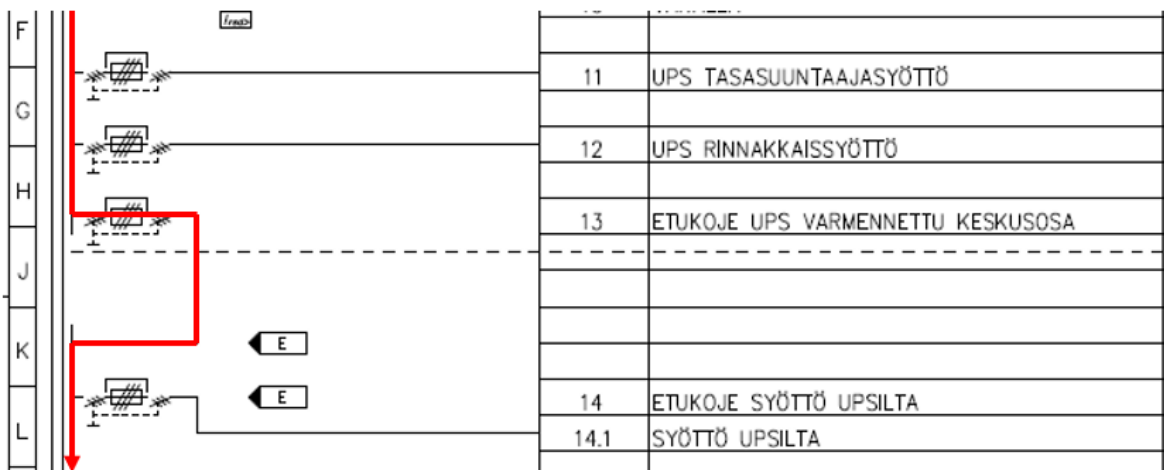 F
G
11 UPS TASASUUNTAAJASYÖTTÖ
12 UPS RINNAKKAISSYÖTTÖ
H
13 ETUKOJE UPS VARMENNETTU KESKUSOSA
J
K
E
E
14 ETUKOJE SYÖTTÖ UPSILTA
L
14.1 SYÖTTÖ UPSILTA